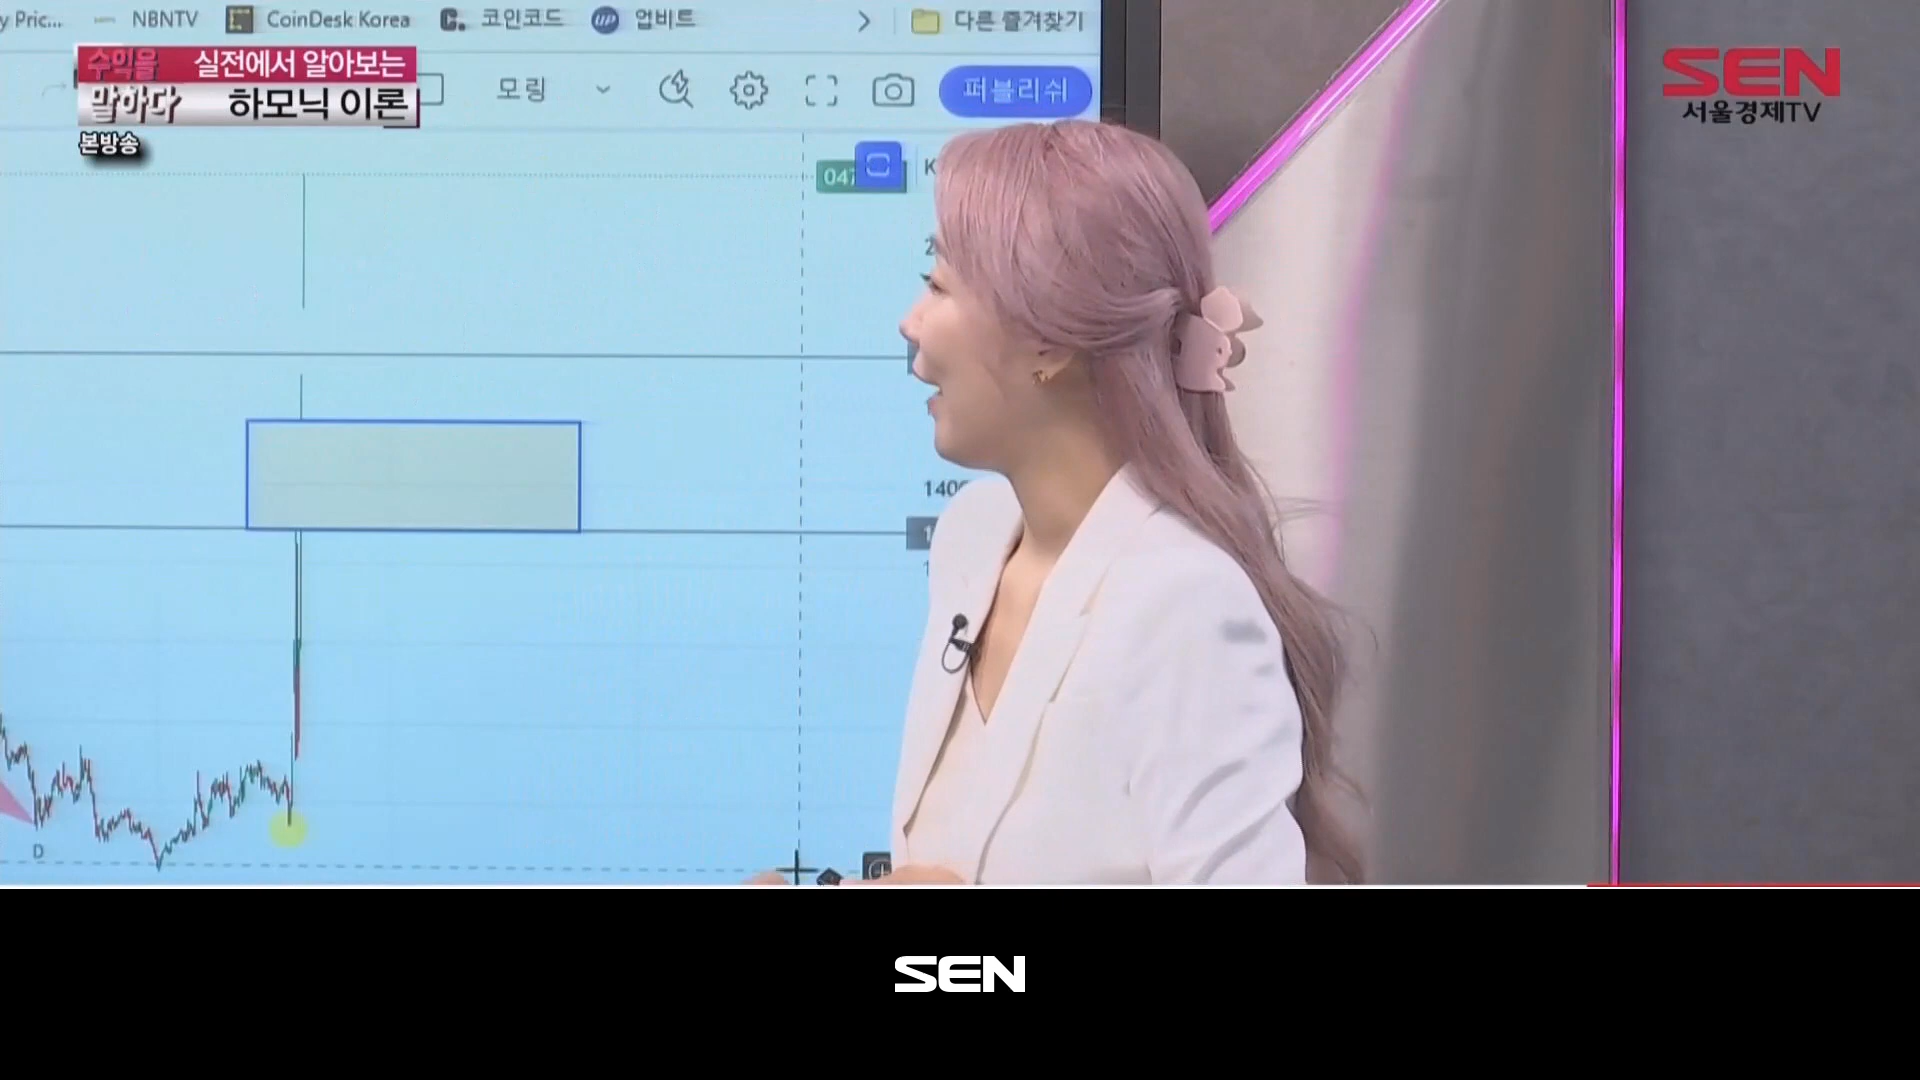 y Pric... NBNTV CoinDesk Korea 코인코드 업비트 다른 즐겨찾기
수익을 실전에서 알아보는
말하다 하모닉 이론
본방송
모링 퍼블리쉬
SEN
서울경제TV
047
K
D
SEN